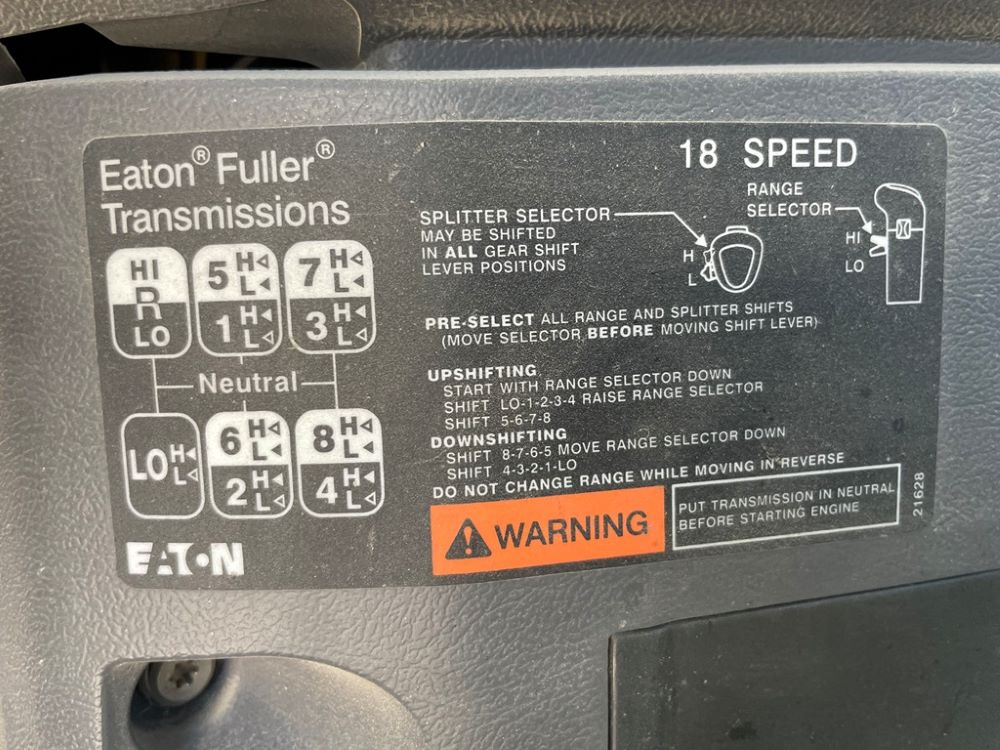 Eaton® Fuller®
Transmissions
18 SPEED
HI
R
LO
5 H L
1 H L
7 H L
3 H L
Neutral
LO H L
6 H L
2 H L
8 H L
4 H L
EATON
SPLITTER SELECTOR
MAY BE SHIFTED
IN ALL GEAR SHIFT
LEVER POSITIONS
H
L
RANGE
SELECTOR
HI
LO
PRE-SELECT ALL RANGE AND SPLITTER SHIFTS
(MOVE SELECTOR BEFORE MOVING SHIFT LEVER)
UPSHIFTING
START WITH RANGE SELECTOR DOWN
SHIFT LO-1-2-3-4 RAISE RANGE SELECTOR
SHIFT 5-6-7-8
DOWNSHIFTING
SHIFT 8-7-6-5 MOVE RANGE SELECTOR DOWN
SHIFT 4-3-2-1-LO
DO NOT CHANGE RANGE WHILE MOVING IN REVERSE
WARNING
PUT TRANSMISSION IN NEUTRAL
BEFORE STARTING ENGINE
21628